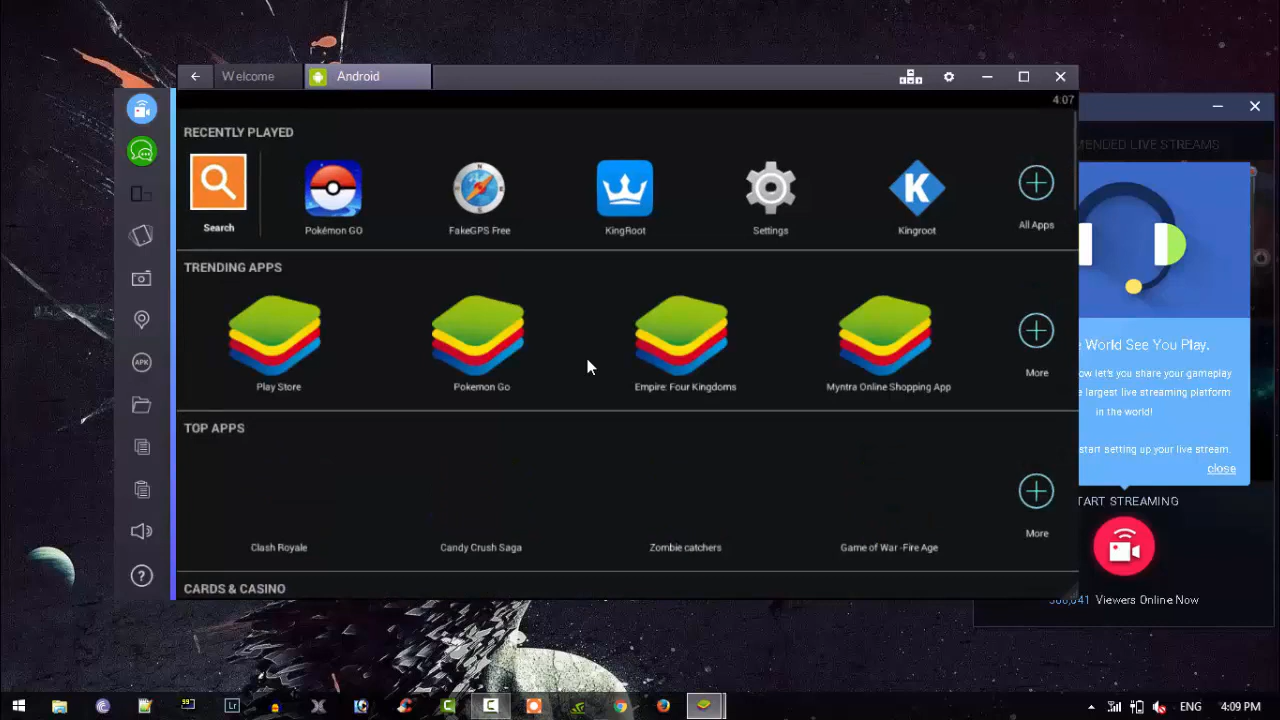 Welcome
Android
4:07
RECENTLY PLAYED
Search
Pokémon GO
FakeGPS Free
KingRoot
Settings
K
Kingroot
All Apps
TRENDING APPS
Play Store
Pokemon Go
Empire: Four Kingdoms
Myntra Online Shopping App
More
TOP APPS
Clash Royale
Candy Crush Saga
Zombie catchers
Game of War -Fire Age
More
CARDS & CASINO
APK
?
MENDED LIVE STREAMS
World See You Play.
ow let's you share your gameplay
largest live streaming platform
in the world!
start setting up your live stream.
close
TART STREAMING
Viewers Online Now
Lr
ENG
4:09 PM